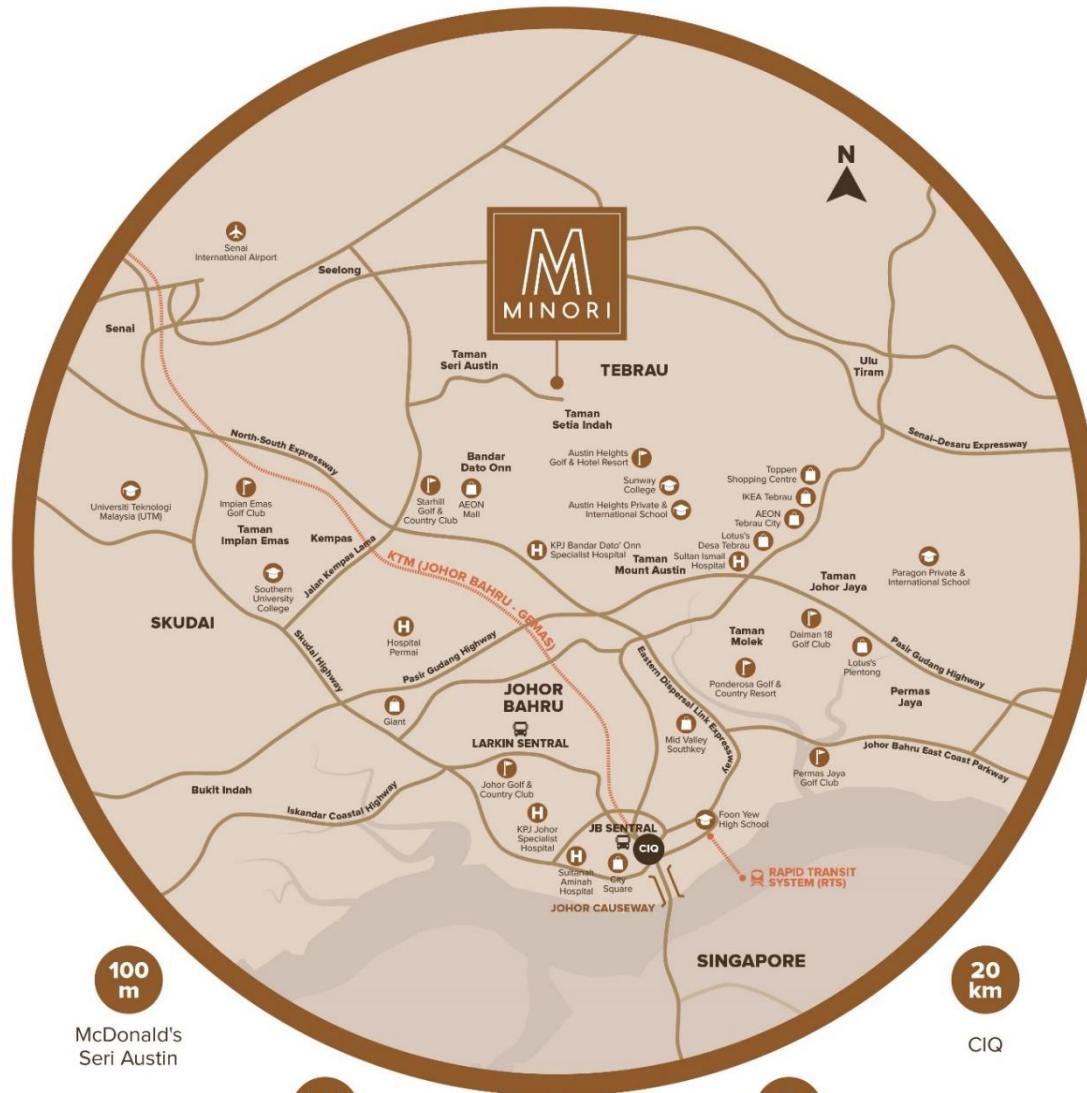 N
M
MINORI
Senai
International Airport
Seelong
Senai
Taman
Seri Austin
TEBRAU
Ulu
Tiram
Taman
Setia Indah
North-South Expressway
Senai-Desaru Expressway
Bandar
Dato Onn
Austin Heights
Golf & Hotel Resort
Sunway
College
Austin Heights Private &
International School
Toppen
Shopping Centre
IKEA Tebrau
AEON
Tebrau City
Lotus's
Desa Tebrau
Sultan Ismail
Hospital
Universiti Teknologi
Malaysia (UTM)
Impian Emas
Golf Club
Starhill
Golf &
Country Club
AEON
Mall
Taman
Impian Emas
Kempas
Jalan Kempas Lama
KPJ Bandar Dato' Onn
Specialist Hospital
H
H
Taman
Mount Austin
KTM (JOHOR BAHRU - GEMAS)
Southern
University
College
Taman
Johor Jaya
Paragon Private &
International School
SKUDAI
Skudai Highway
H
Hospital
Permai
Pasir Gudang Highway
Taman
Molek
Daiman 18
Golf Club
Lotus's
Plentong
Pasir Gudang Highway
Ponderosa Golf &
Country Resort
Permas
Jaya
Eastern Dispersal Link Expressway
JOHOR
BAHRU
Giant
LARKIN SENTRAL
Mid Valley
Southkey
Johor Bahru East Coast Parkway
Permas Jaya
Golf Club
Bukit Indah
Iskandar Coastal Highway
Johor Golf &
Country Club
H
KPJ Johor
Specialist
Hospital
JB SENTRAL
CIQ
Foon Yew
High School
H
Sultanah
Aminah
Hospital
City
Square
RAPID TRANSIT
SYSTEM (RTS)
JOHOR CAUSEWAY
SINGAPORE
100
m
McDonald's
Seri Austin
20
km
CIQ